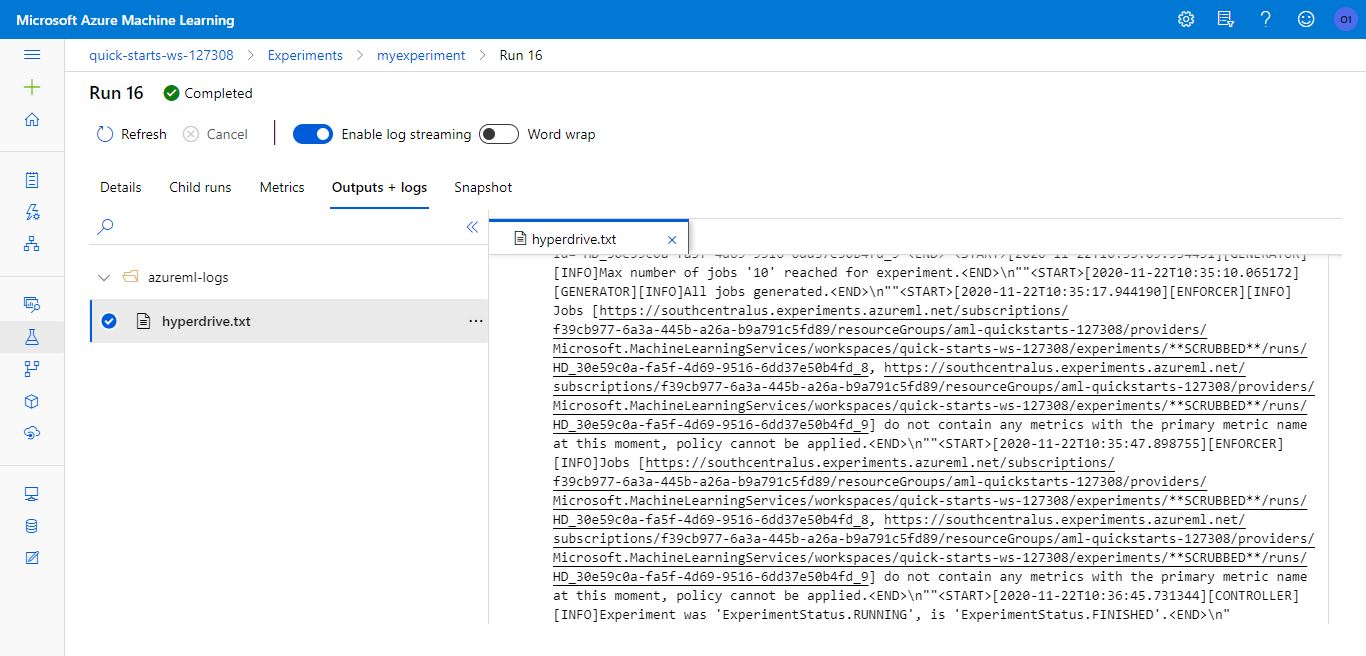 Microsoft Azure Machine Learning
O1
quick-starts-ws-127308 > Experiments > myexperiment > Run 16
Run 16 Completed
Refresh Cancel Enable log streaming Word wrap
Details Child runs Metrics Outputs + logs Snapshot
hyperdrive.txt
azureml-logs
hyperdrive.txt
[INFO]Max number of jobs '10' reached for experiment.<END>\n""<START>[2020-11-22T10:35:10.065172]
[GENERATOR][INFO]All jobs generated.<END>\n""<START>[2020-11-22T10:35:17.944190][ENFORCER][INFO]
Jobs [https://southcentralus.experiments.azureml.net/subscriptions/
f39cb977-6a3a-445b-a26a-b9a791c5fd89/resourceGroups/aml-quickstarts-127308/providers/
Microsoft.MachineLearningServices/workspaces/quick-starts-ws-127308/experiments/**SCRUBBED**/runs/
HD_30e59c0a-fa5f-4d69-9516-6dd37e50b4fd_8, https://southcentralus.experiments.azureml.net/
subscriptions/f39cb977-6a3a-445b-a26a-b9a791c5fd89/resourceGroups/aml-quickstarts-127308/providers/
Microsoft.MachineLearningServices/workspaces/quick-starts-ws-127308/experiments/**SCRUBBED**/runs/
HD_30e59c0a-fa5f-4d69-9516-6dd37e50b4fd_9] do not contain any metrics with the primary metric name
at this moment, policy cannot be applied.<END>\n""<START>[2020-11-22T10:35:47.898755][ENFORCER]
[INFO]Jobs [https://southcentralus.experiments.azureml.net/subscriptions/
f39cb977-6a3a-445b-a26a-b9a791c5fd89/resourceGroups/aml-quickstarts-127308/providers/
Microsoft.MachineLearningServices/workspaces/quick-starts-ws-127308/experiments/**SCRUBBED**/runs/
HD_30e59c0a-fa5f-4d69-9516-6dd37e50b4fd_8, https://southcentralus.experiments.azureml.net/
subscriptions/f39cb977-6a3a-445b-a26a-b9a791c5fd89/resourceGroups/aml-quickstarts-127308/providers/
Microsoft.MachineLearningServices/workspaces/quick-starts-ws-127308/experiments/**SCRUBBED**/runs/
HD_30e59c0a-fa5f-4d69-9516-6dd37e50b4fd_9] do not contain any metrics with the primary metric name
at this moment, policy cannot be applied.<END>\n""<START>[2020-11-22T10:36:45.731344][CONTROLLER]
[INFO]Experiment was 'ExperimentStatus.RUNNING', is 'ExperimentStatus.FINISHED'.<END>\n"